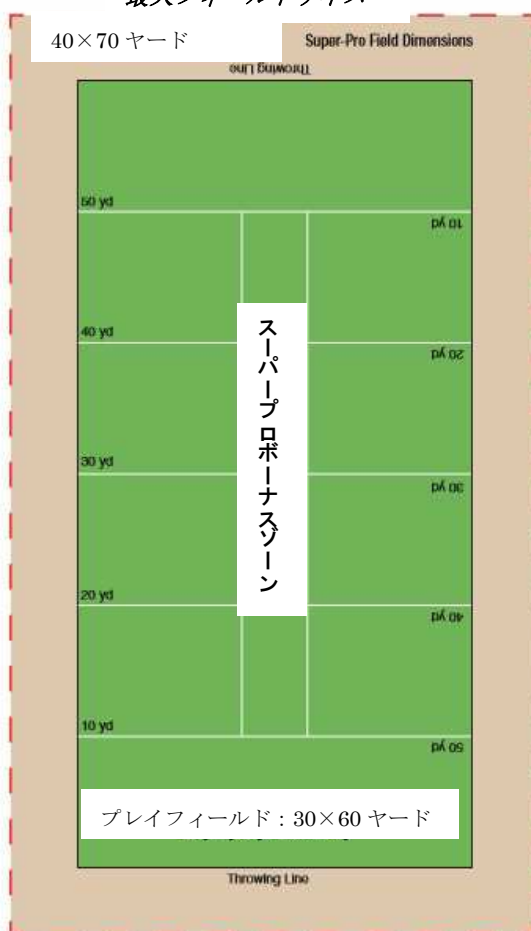 最大フィールドサイズ
40×70 ヤード
Super-Pro Field Dimensions
Throwing Line
50 yd
10 yd
40 yd
20 yd
スーパープロボーナスゾーン
30 yd
30 yd
20 yd
40 yd
10 yd
50 yd
プレイフィールド：30×60 ヤード
Throwing Line